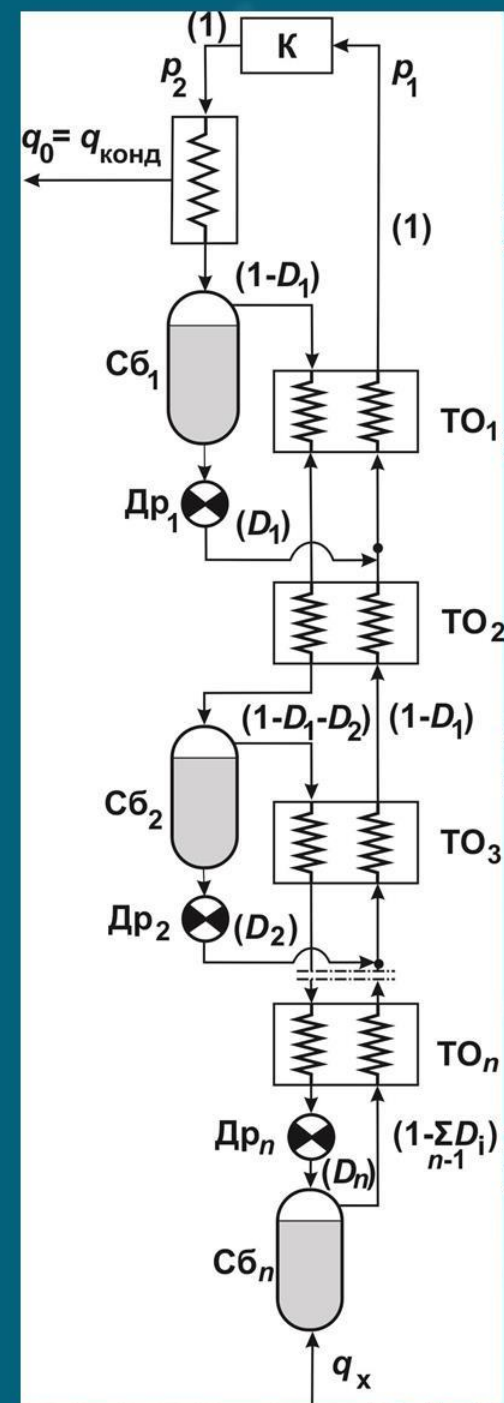 (1)
К
p₂
p₁
q₀= qконд
(1)
(1-D₁)
Сб₁
ТО₁
Др₁
(D₁)
ТО₂
(1-D₁-D₂)
(1-D₁)
Сб₂
ТО₃
Др₂
(D₂)
ТОn
Дрn
(1-ΣDᵢ)
n-1
(Dn)
Сбn
qₓ